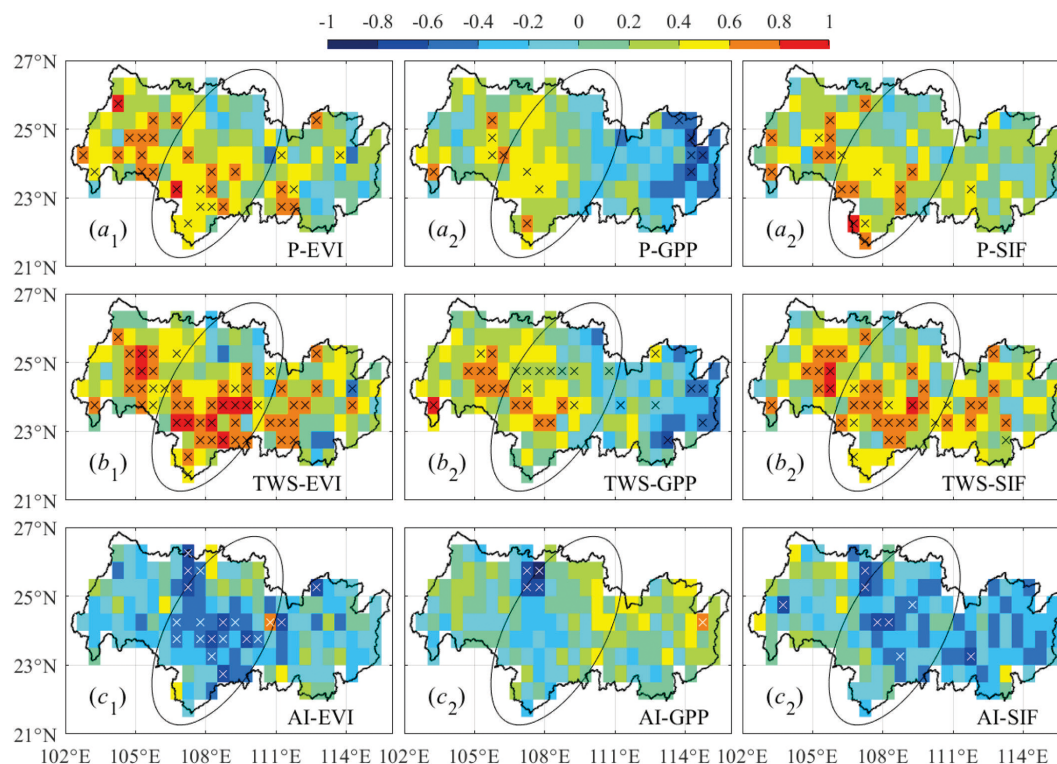 -1 -0.8 -0.6 -0.4 -0.2 0 0.2 0.4 0.6 0.8 1
27°N
25°N
23°N
21°N
(a1) P-EVI
(a2) P-GPP
(a2) P-SIF
27°N
25°N
23°N
21°N
(b1) TWS-EVI
(b2) TWS-GPP
(b2) TWS-SIF
27°N
25°N
23°N
21°N
(c1) AI-EVI
(c2) AI-GPP
(c2) AI-SIF
102°E 105°E 108°E 111°E 114°E 102°E 105°E 108°E 111°E 114°E 102°E 105°E 108°E 111°E 114°E